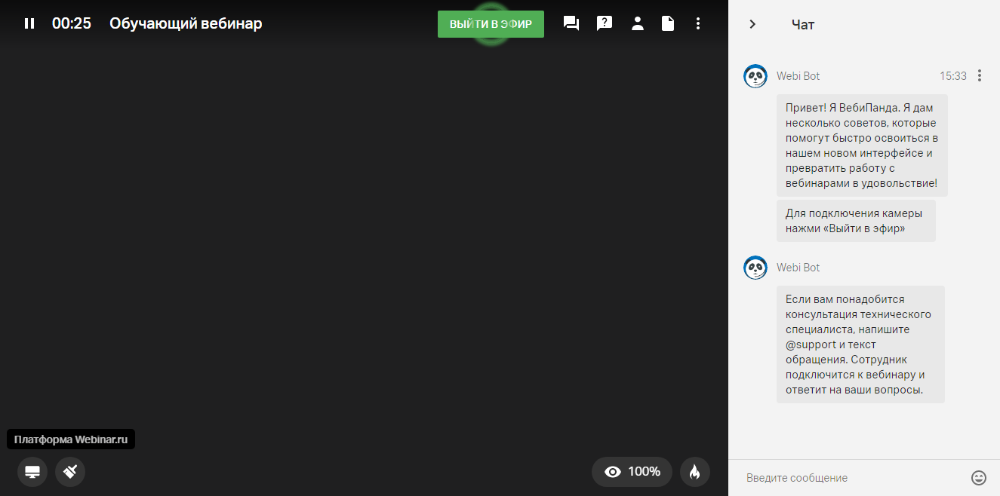 00:25
Обучающий вебинар
ВЫЙТИ В ЭФИР
?
Чат
Webi Bot
15:33
Привет! Я ВебиПанда. Я дам
несколько советов, которые
помогут быстро освоиться в
нашем новом интерфейсе и
превратить работу с
вебинарами в удовольствие!
Для подключения камеры
нажми «Выйти в эфир»
Webi Bot
Если вам понадобится
консультация технического
специалиста, напишите
@support и текст
обращения. Сотрудник
подключится к вебинару и
ответит на ваши вопросы.
Платформа Webinar.ru
100%
Введите сообщение